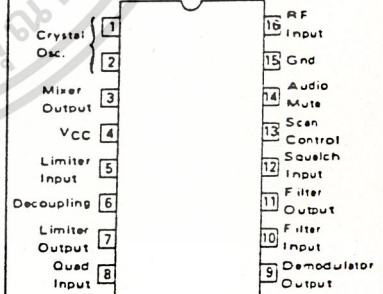 Crystal
Osc.
1
2
Mixer
Output
3
VCC
4
Limiter
Input
5
Decoupling
6
Limiter
Output
7
Quad
Input
8
16
RF
Input
15
Gnd
14
Audio
Mute
13
Scan
Control
12
Squelch
Input
11
Filter
Output
10
Filter
Input
9
Demodulator
Output